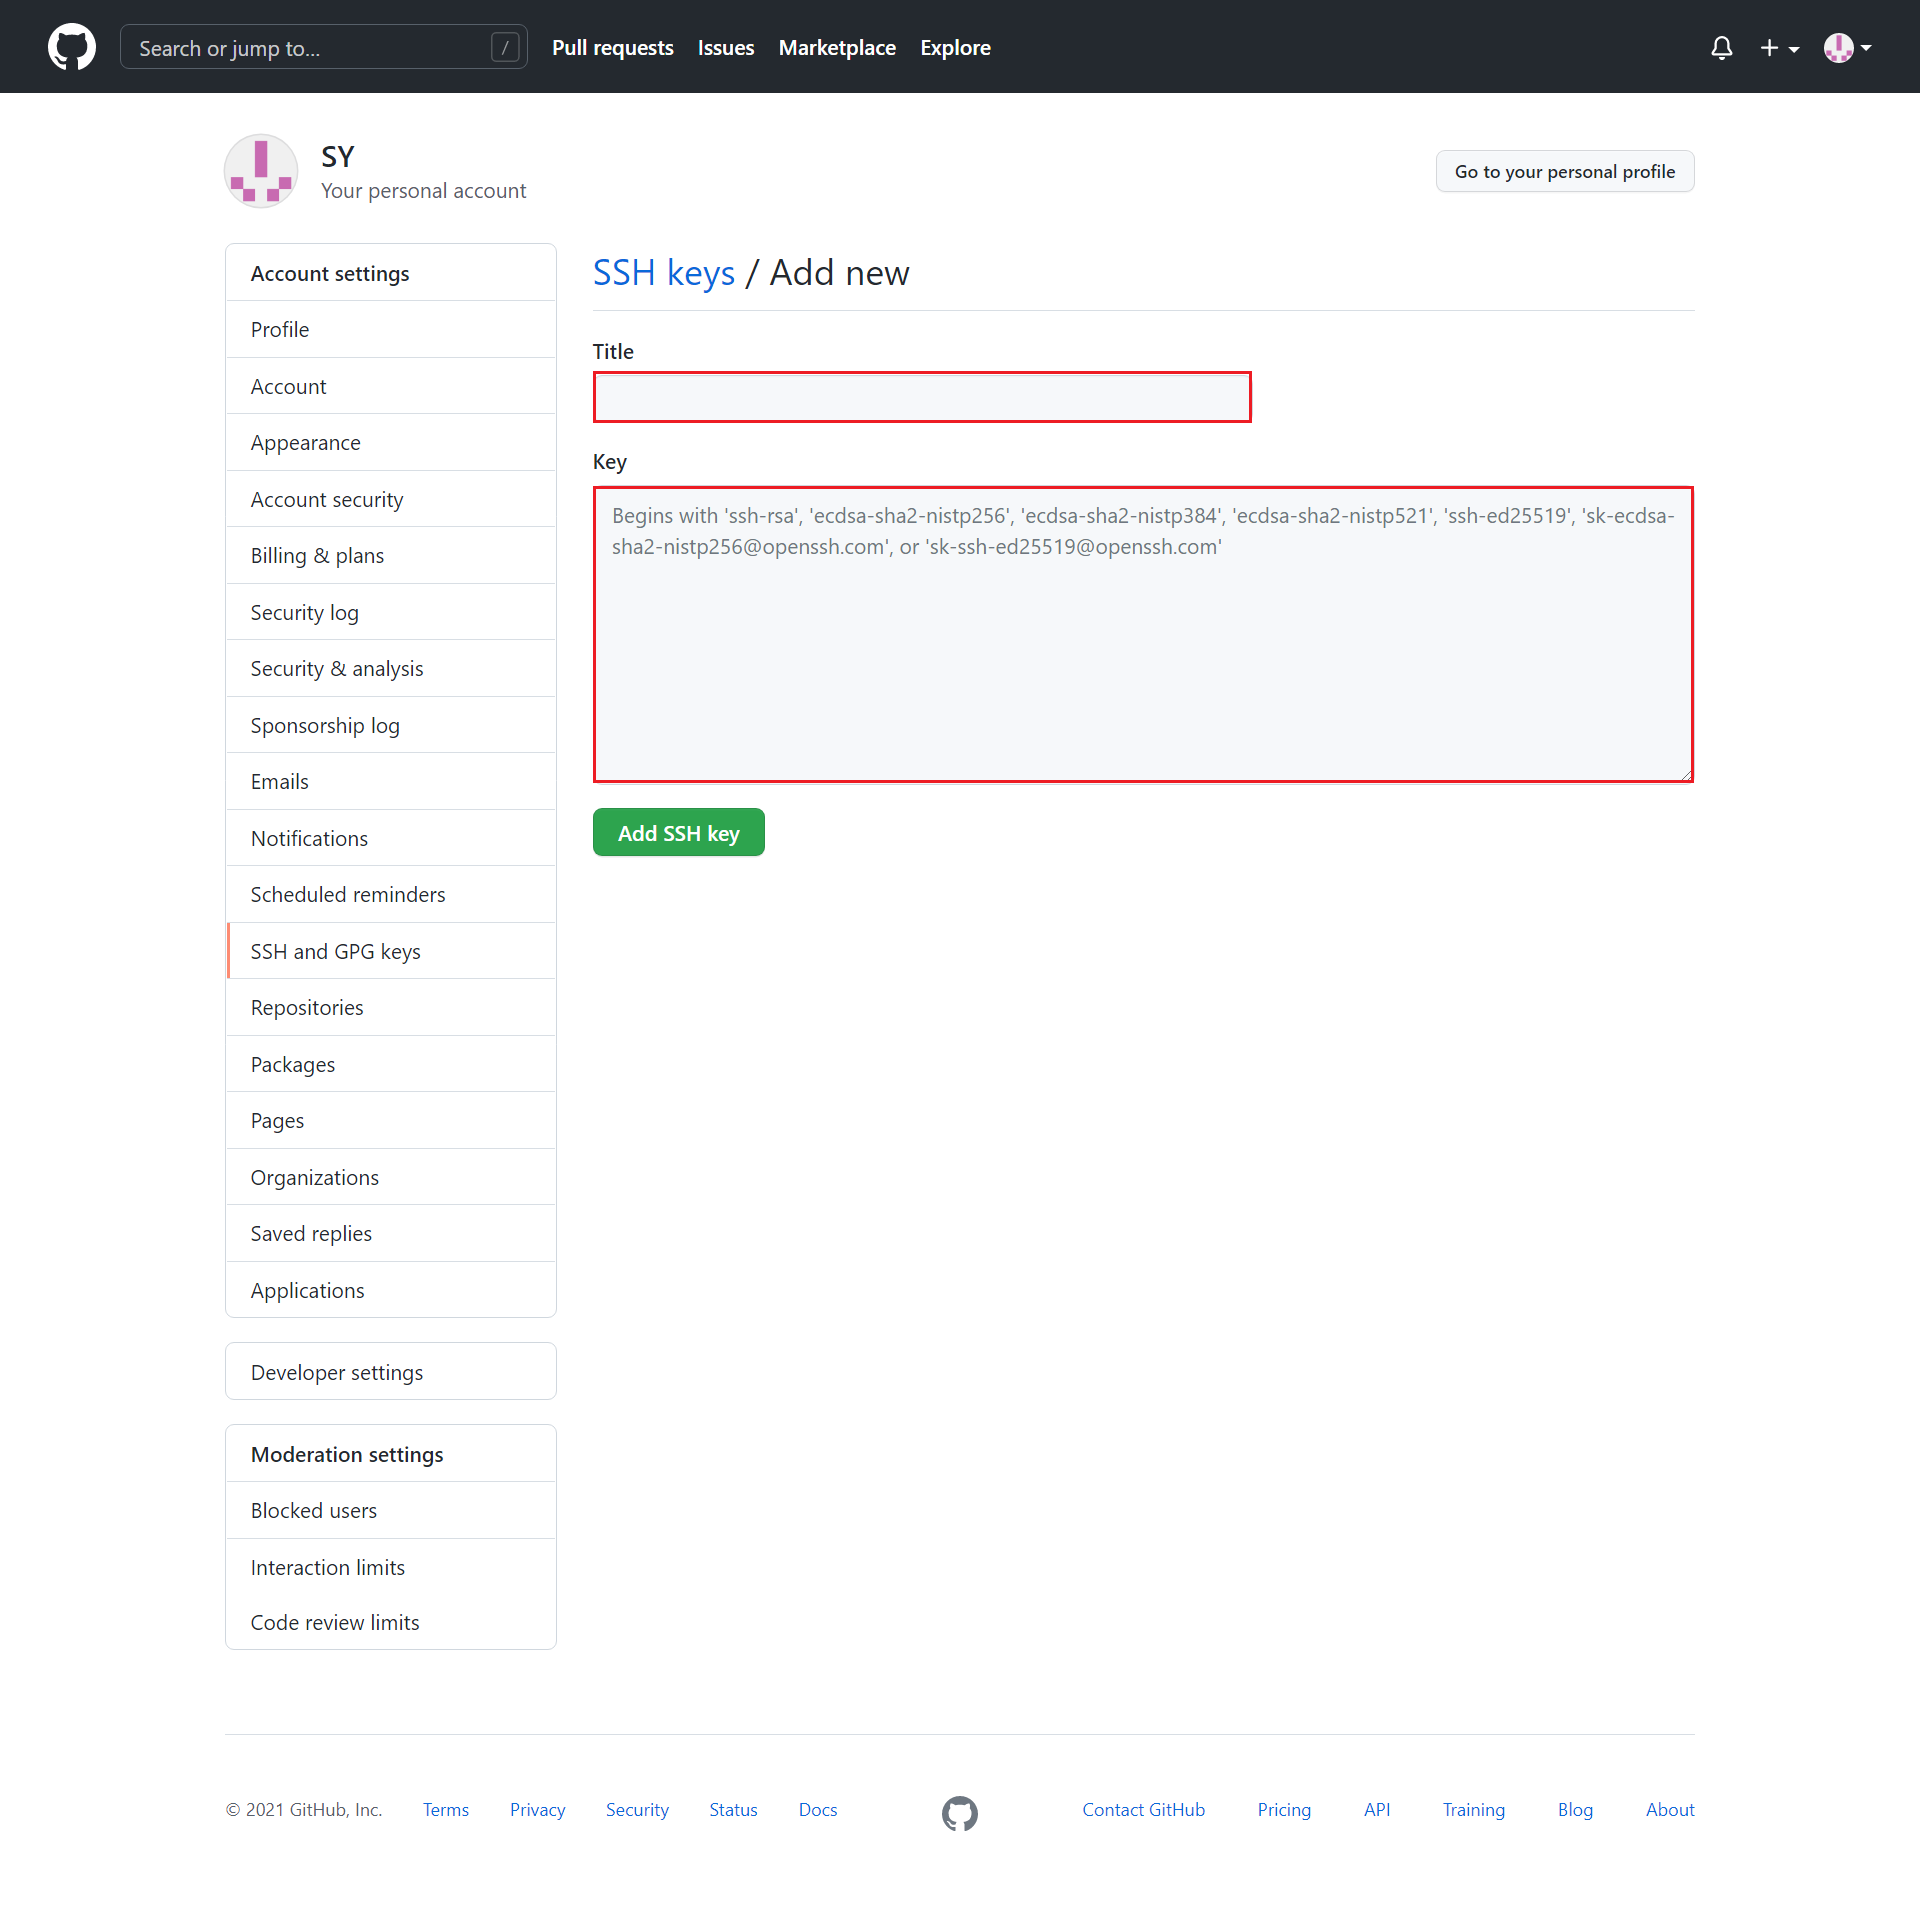 Search or jump to...
/
Pull requests
Issues
Marketplace
Explore
SY
Your personal account
Go to your personal profile
Account settings
Profile
Account
Appearance
Account security
Billing & plans
Security log
Security & analysis
Sponsorship log
Emails
Notifications
Scheduled reminders
SSH and GPG keys
Repositories
Packages
Pages
Organizations
Saved replies
Applications
Developer settings
Moderation settings
Blocked users
Interaction limits
Code review limits
SSH keys / Add new
Title
Key
Begins with 'ssh-rsa', 'ecdsa-sha2-nistp256', 'ecdsa-sha2-nistp384', 'ecdsa-sha2-nistp521', 'ssh-ed25519', 'sk-ecdsa-
sha2-nistp256@openssh.com', or 'sk-ssh-ed25519@openssh.com'
Add SSH key
© 2021 GitHub, Inc.
Terms
Privacy
Security
Status
Docs
Contact GitHub
Pricing
API
Training
Blog
About